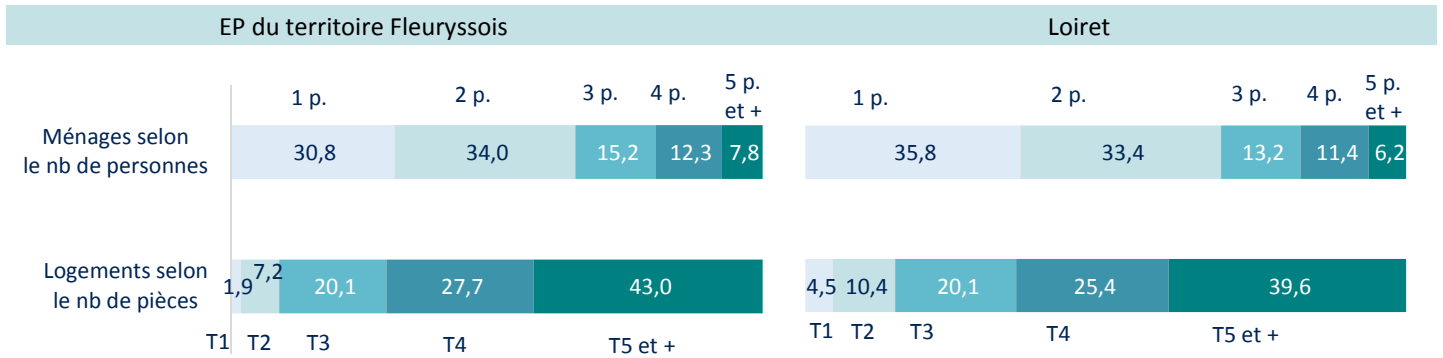 EP du territoire Fleuryssois
Loiret
1 p. 2 p. 3 p. 4 p. 5 p. et +
1 p. 2 p. 3 p. 4 p. 5 p. et +
Ménages selon
le nb de personnes
30,8 34,0 15,2 12,3 7,8
35,8 33,4 13,2 11,4 6,2
Logements selon
le nb de pièces
1,9 7,2 20,1 27,7 43,0
4,5 10,4 20,1 25,4 39,6
T1 T2 T3 T4 T5 et +
T1 T2 T3 T4 T5 et +